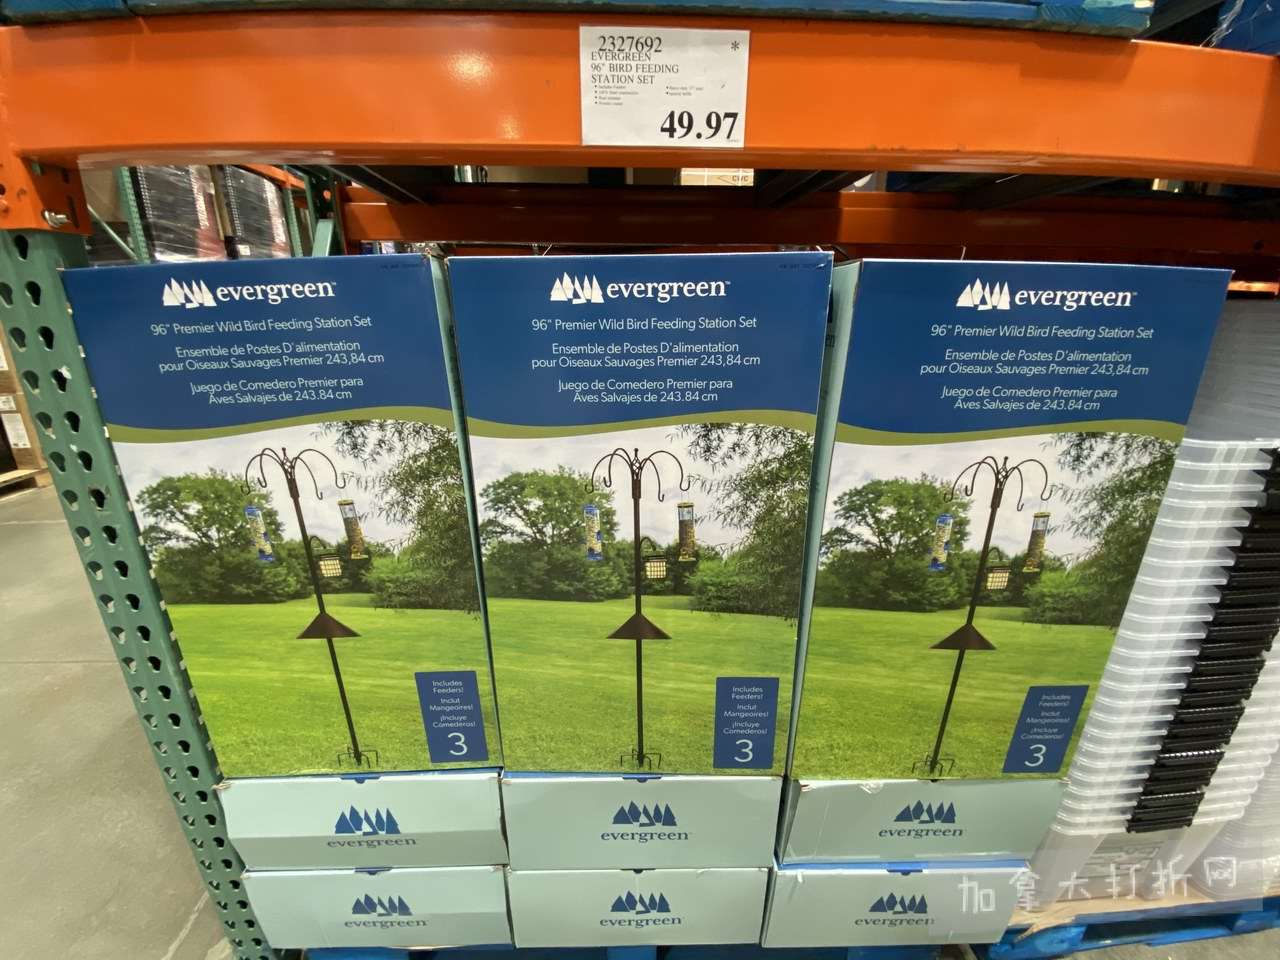 2327692 *
EVERGREEN
96" BIRD FEEDING
STATION SET
49.97
evergreen™
96" Premier Wild Bird Feeding Station Set
Ensemble de Postes D'alimentation
pour Oiseaux Sauvages Premier 243,84 cm
Juego de Comedero Premier para
Aves Salvajes de 243.84 cm
Includes
Feeders!
Inclut
Mangeoires!
¡Incluye
Comederos!
3
evergreen™
96" Premier Wild Bird Feeding Station Set
Ensemble de Postes D'alimentation
pour Oiseaux Sauvages Premier 243,84 cm
Juego de Comedero Premier para
Aves Salvajes de 243.84 cm
Includes
Feeders!
Inclut
Mangeoires!
¡Incluye
Comederos!
3
evergreen™
96" Premier Wild Bird Feeding Station Set
Ensemble de Postes D'alimentation
pour Oiseaux Sauvages Premier 243,84 cm
Juego de Comedero Premier para
Aves Salvajes de 243.84 cm
Includes
Feeders!
Inclut
Mangeoires!
¡Incluye
Comederos!
3
evergreen
evergreen
evergreen
evergreen
evergreen
evergreen
加拿大打折网